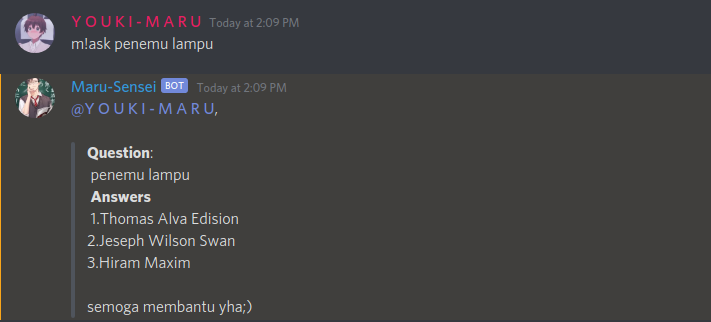 Y O U K I - M A R U Today at 2:09 PM
m!ask penemu lampu
Maru-Sensei BOT Today at 2:09 PM
@Y O U K I - M A R U,
Question:
penemu lampu
Answers
1.Thomas Alva Edision
2.Jeseph Wilson Swan
3.Hiram Maxim
semoga membantu yha;)